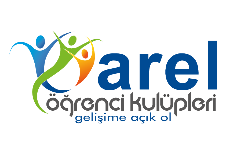 arel
öğrenci kulüpleri
gelişime açık ol